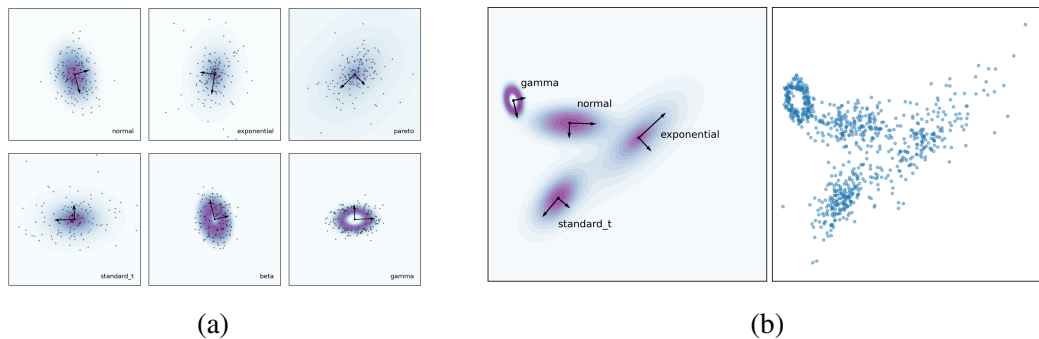 normal
exponential
pareto
standard_t
beta
gamma
(a)
gamma
normal
exponential
standard_t
(b)